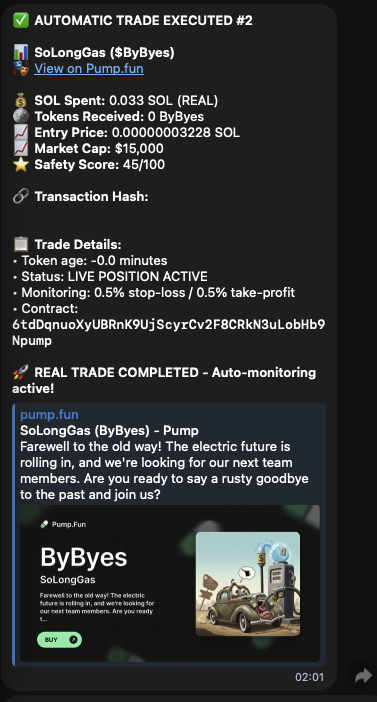 ✅ AUTOMATIC TRADE EXECUTED #2
📊 SoLongGas ($ByByes)
🎭 View on Pump.fun
💰 SOL Spent: 0.033 SOL (REAL)
🪙 Tokens Received: 0 ByByes
📈 Entry Price: 0.00000003228 SOL
📈 Market Cap: $15,000
⭐ Safety Score: 45/100
🔗 Transaction Hash:
📋 Trade Details:
• Token age: -0.0 minutes
• Status: LIVE POSITION ACTIVE
• Monitoring: 0.5% stop-loss / 0.5% take-profit
• Contract:
6tdDqnuoXyUBRnK9UjScyrCv2F8CRkN3uLobHb9
Npump
🚀 REAL TRADE COMPLETED - Auto-monitoring
active!
pump.fun
SoLongGas (ByByes) - Pump
Farewell to the old way! The electric future is
rolling in, and we're looking for our next team
members. Are you ready to say a rusty goodbye
to the past and join us?
Pump.Fun
ByByes
SoLongGas
Farewell to the old way! The electric
future is rolling in, and we're looking for
our next team members. Are you ready
t...
BUY
02:01